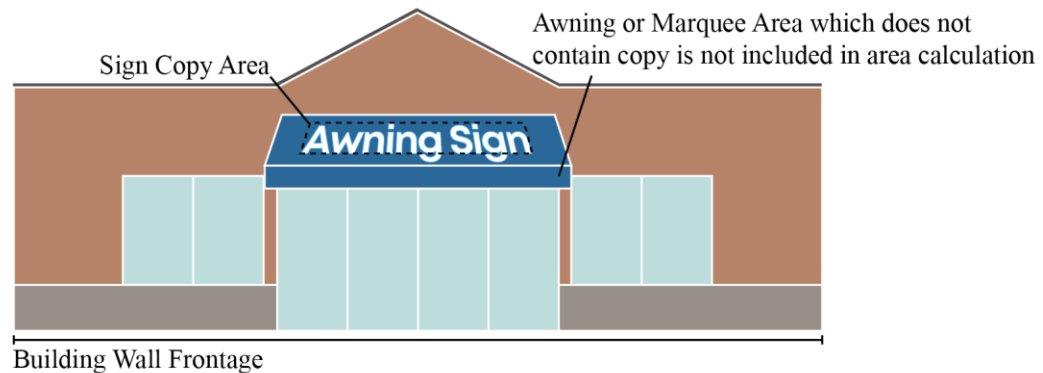 Awning or Marquee Area which does not
contain copy is not included in area calculation
Sign Copy Area
Awning Sign
Building Wall Frontage